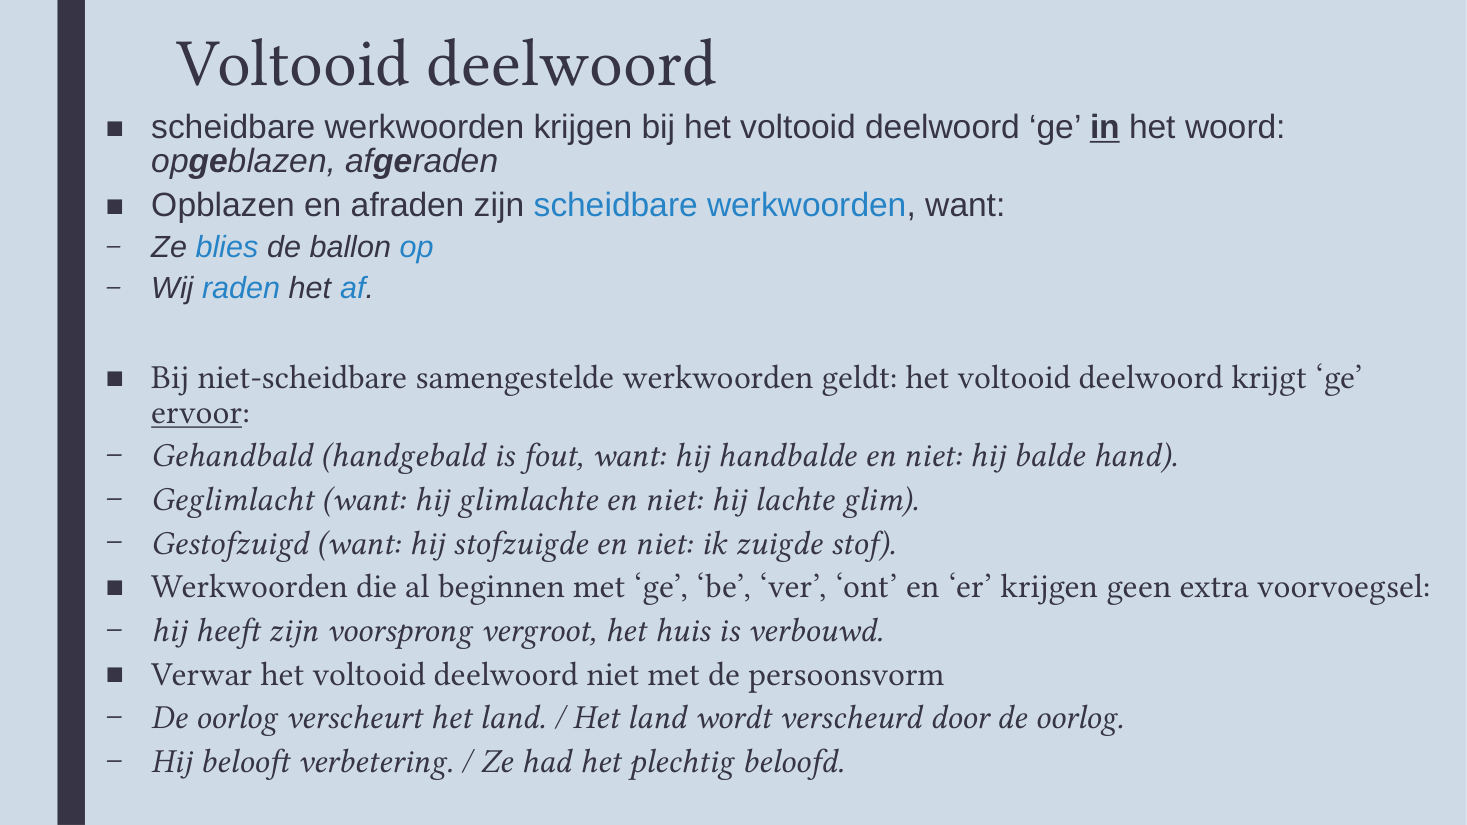 Voltooid deelwoord
■ scheidbare werkwoorden krijgen bij het voltooid deelwoord ‘ge’ in het woord:
opgeblazen, afgeraden
■ Opblazen en afraden zijn scheidbare werkwoorden, want:
– Ze blies de ballon op
– Wij raden het af.
■ Bij niet-scheidbare samengestelde werkwoorden geldt: het voltooid deelwoord krijgt ‘ge’
ervoor:
– Gehandbald (handgebald is fout, want: hij handbalde en niet: hij balde hand).
– Geglimlacht (want: hij glimlachte en niet: hij lachte glim).
– Gestofzuigd (want: hij stofzuigde en niet: ik zuigde stof).
■ Werkwoorden die al beginnen met ‘ge’, ‘be’, ‘ver’, ‘ont’ en ‘er’ krijgen geen extra voorvoegsel:
– hij heeft zijn voorsprong vergroot, het huis is verbouwd.
■ Verwar het voltooid deelwoord niet met de persoonsvorm
– De oorlog verscheurt het land. / Het land wordt verscheurd door de oorlog.
– Hij belooft verbetering. / Ze had het plechtig beloofd.